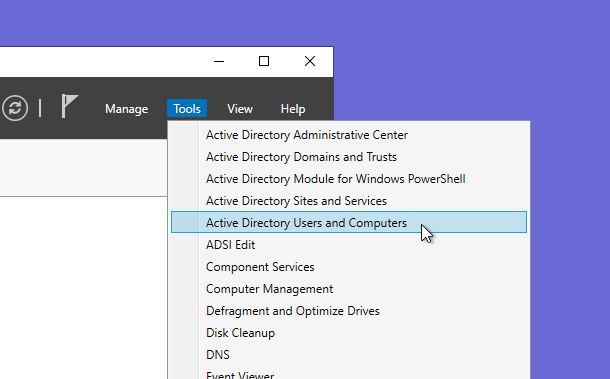 Manage Tools View Help
Active Directory Administrative Center
Active Directory Domains and Trusts
Active Directory Module for Windows PowerShell
Active Directory Sites and Services
Active Directory Users and Computers
ADSI Edit
Component Services
Computer Management
Defragment and Optimize Drives
Disk Cleanup
DNS
Event Viewer